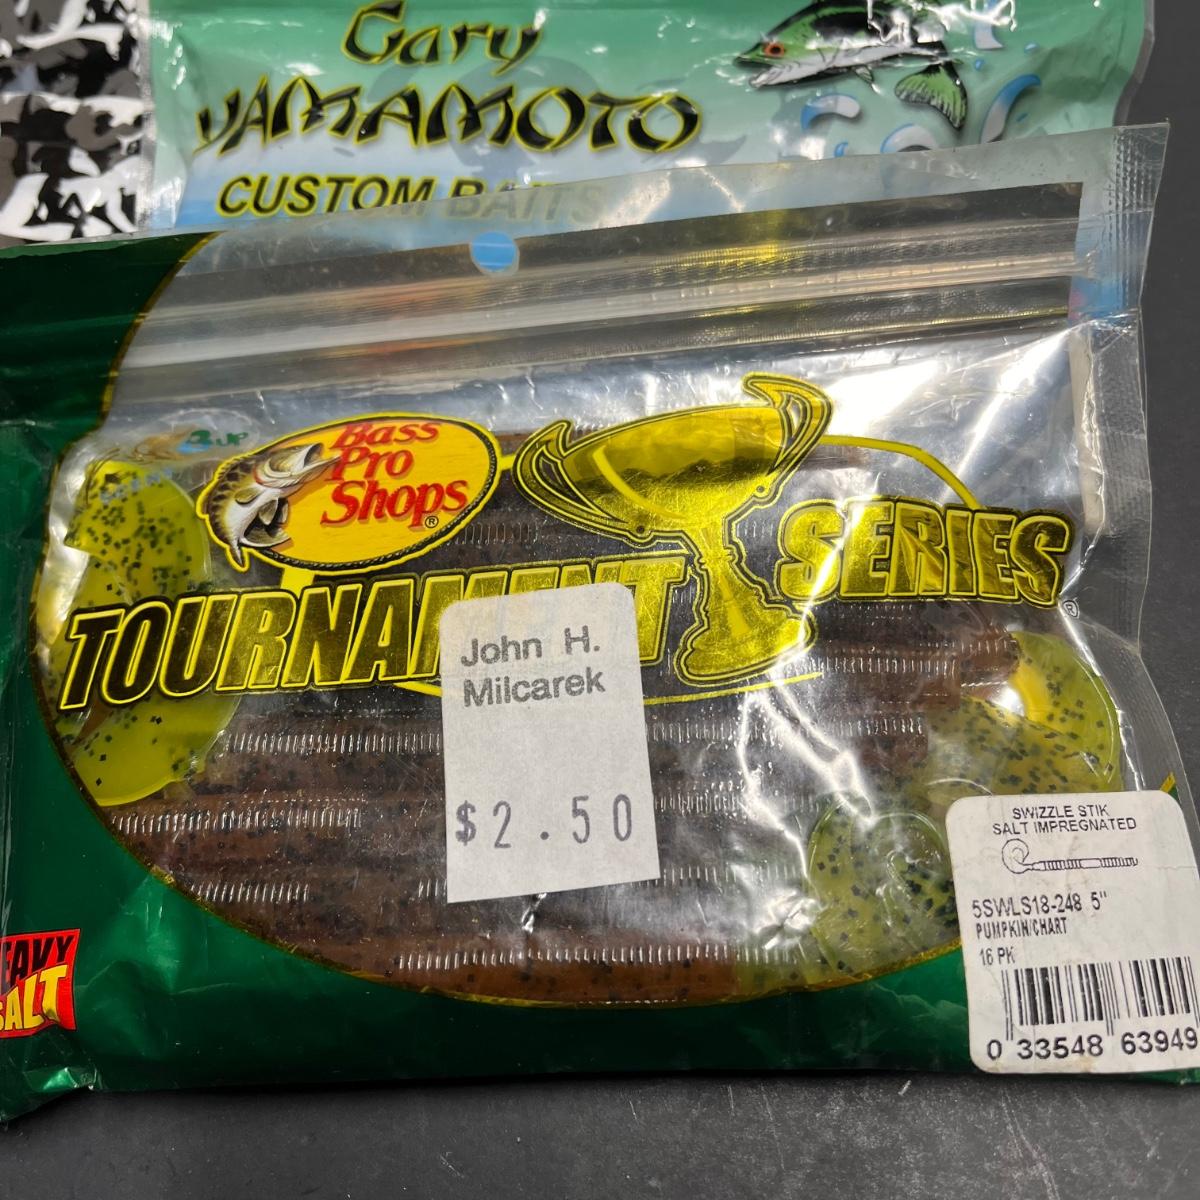 Gary
YAMAMOTO
CUSTOM BAITS
Bass
Pro
Shops®
TOURNAMENT SERIES®
John H.
Milcarek
$2.50
SWIZZLE STIK
SALT IMPREGNATED
5SWLS18-248 5"
PUMPKIN/CHART
16 PK
0 33548 63949
EAVY
SALT